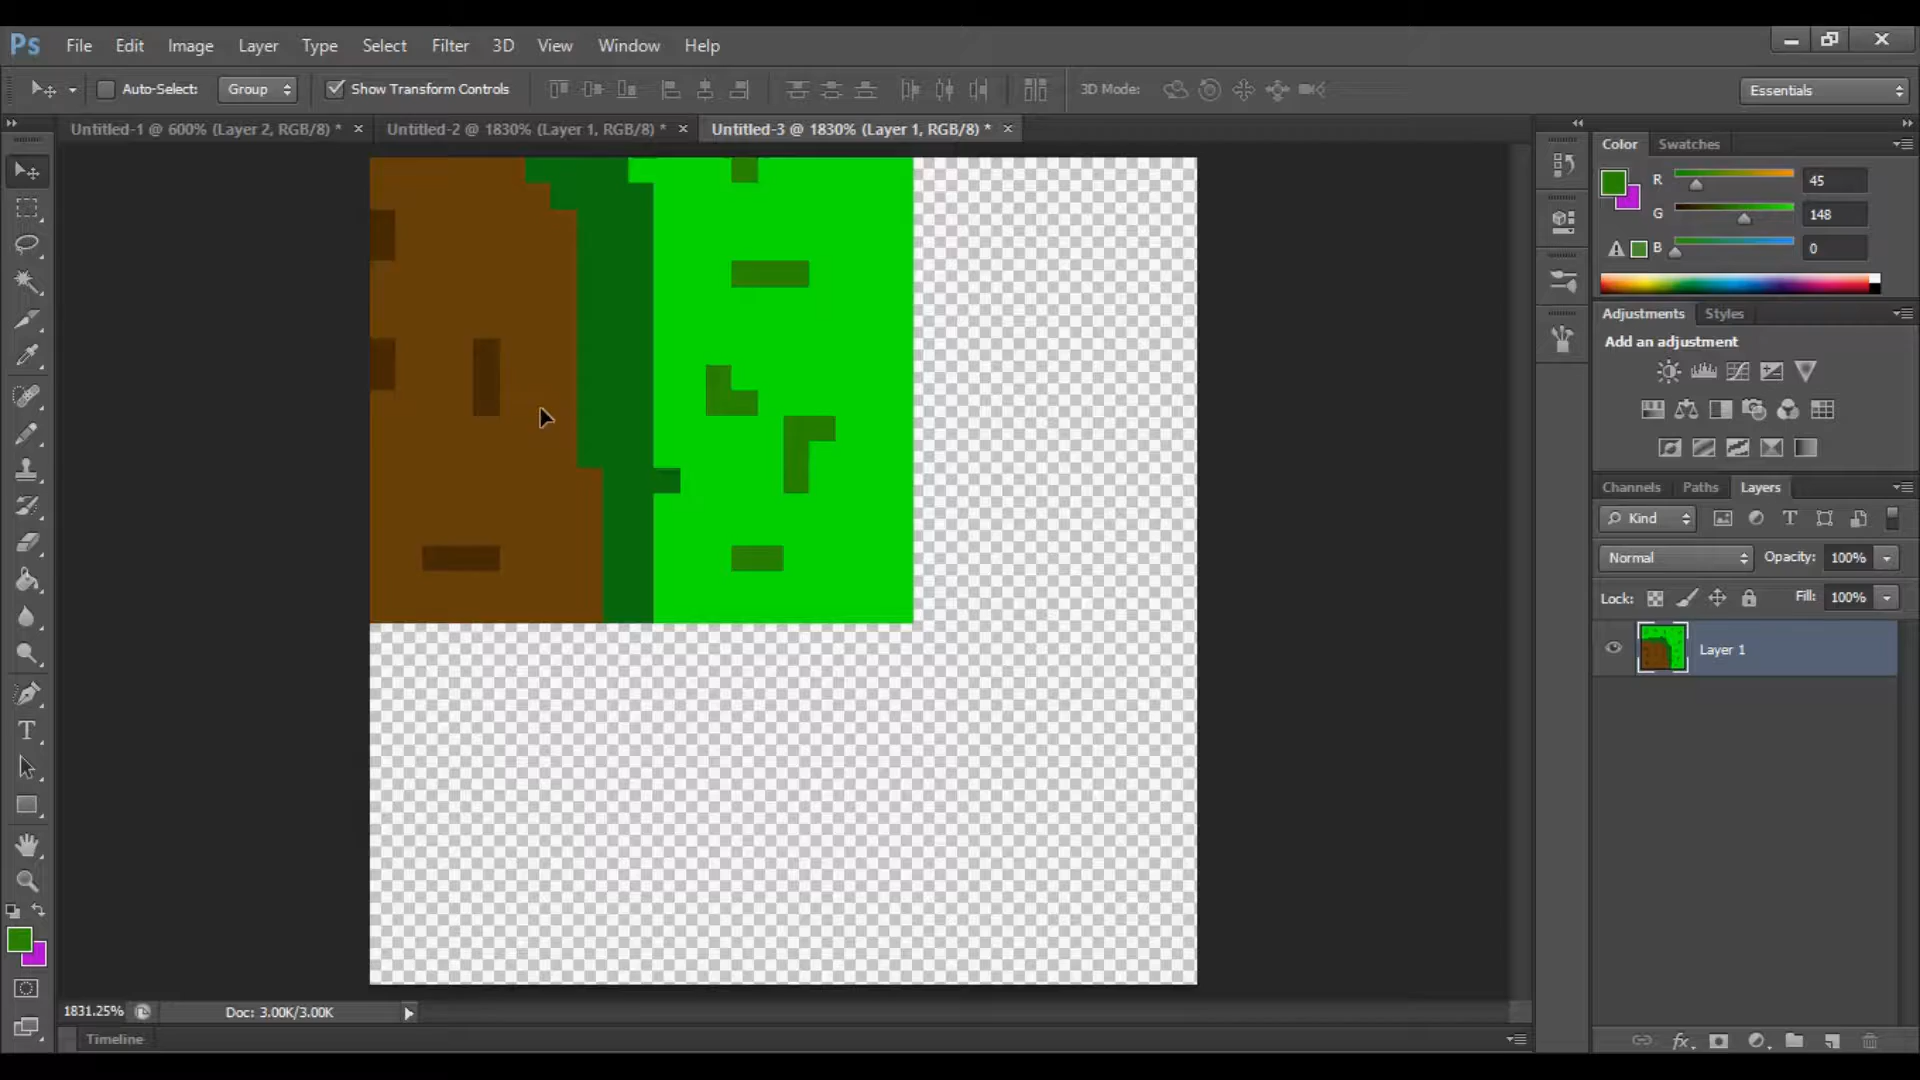 Ps File Edit Image Layer Type Select Filter 3D View Window Help
Auto-Select: Group Show Transform Controls 3D Mode: Essentials
Untitled-1 @ 600% (Layer 2, RGB/8) * Untitled-2 @ 1830% (Layer 1, RGB/8) * Untitled-3 @ 1830% (Layer 1, RGB/8) *
Color Swatches
R 45
G 148
B 0
Adjustments Styles
Add an adjustment
Channels Paths Layers
Kind T
Normal Opacity: 100%
Lock: Fill: 100%
Layer 1
T
1831.25% Doc: 3.00K/3.00K
Timeline
fx